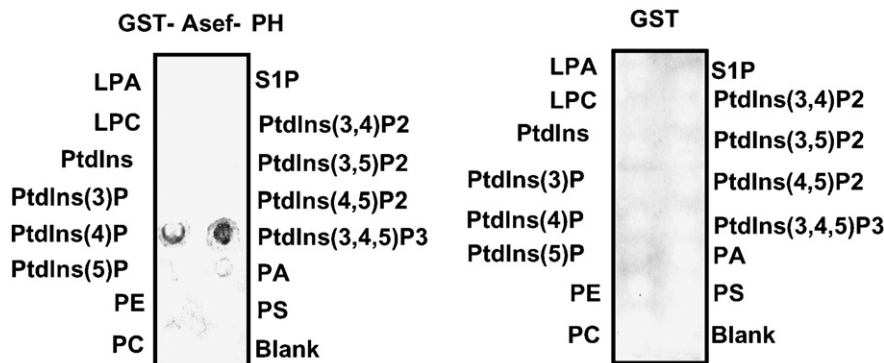 GST- Asef- PH
LPA
LPC
PtdIns
PtdIns(3)P
PtdIns(4)P
PtdIns(5)P
PE
PC
S1P
PtdIns(3,4)P2
PtdIns(3,5)P2
PtdIns(4,5)P2
PtdIns(3,4,5)P3
PA
PS
Blank
GST
LPA
LPC
PtdIns
PtdIns(3)P
PtdIns(4)P
PtdIns(5)P
PE
PC
S1P
PtdIns(3,4)P2
PtdIns(3,5)P2
PtdIns(4,5)P2
PtdIns(3,4,5)P3
PA
PS
Blank